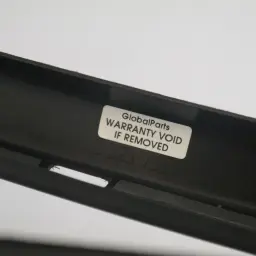 GlobalParts
WARRANTY VOID
IF REMOVED